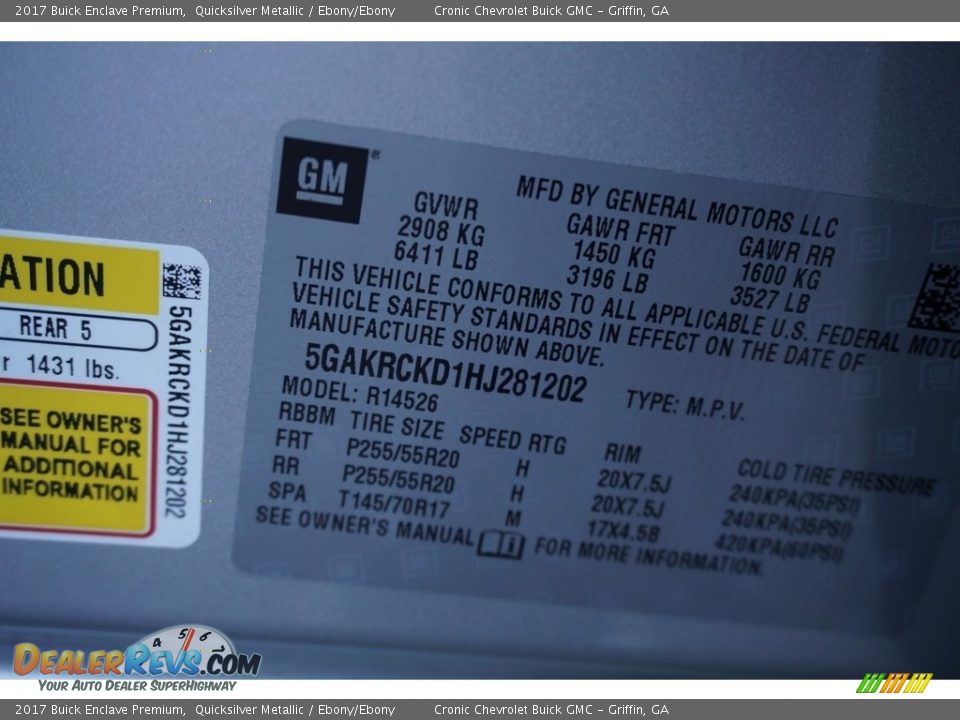 2017 Buick Enclave Premium,  Quicksilver Metallic / Ebony/Ebony        Cronic Chevrolet Buick GMC - Griffin, GA
GM
MFD BY GENERAL MOTORS LLC
GVWR GAWR FRT GAWR RR
2908 KG 1450 KG 1600 KG
6411 LB 3196 LB 3527 LB
THIS VEHICLE CONFORMS TO ALL APPLICABLE U.S. FEDERAL MOTO
VEHICLE SAFETY STANDARDS IN EFFECT ON THE DATE OF
MANUFACTURE SHOWN ABOVE.
5GAKRCKD1HJ281202 TYPE: M.P.V.
MODEL: R14526
RBBM TIRE SIZE SPEED RTG RIM COLD TIRE PRESSURE
FRT P255/55R20 H 20X7.5J 240KPA(35PSI)
RR P255/55R20 H 20X7.5J 240KPA(35PSI)
SPA T145/70R17 M 17X4.5B 420KPA(60PSI)
SEE OWNER'S MANUAL FOR MORE INFORMATION.
ATION
REAR 5
r 1431 lbs.
SEE OWNER'S
MANUAL FOR
ADDITIONAL
INFORMATION
5GAKRCKD1HJ281202
4 5 6
DEALERREVS.COM
YOUR AUTO DEALER SUPERHIGHWAY
2017 Buick Enclave Premium,  Quicksilver Metallic / Ebony/Ebony        Cronic Chevrolet Buick GMC - Griffin, GA